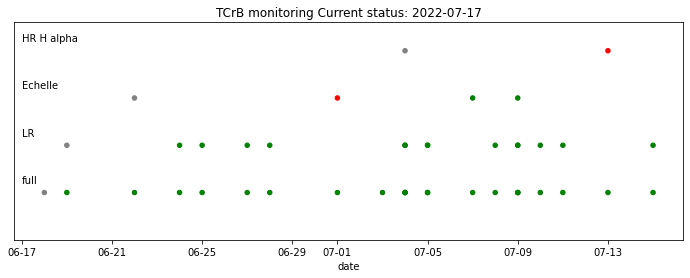 TCrB monitoring Current status: 2022-07-17
HR H alpha
Echelle
LR
full
06-17 06-21 06-25 06-29 07-01 07-05 07-09 07-13
date